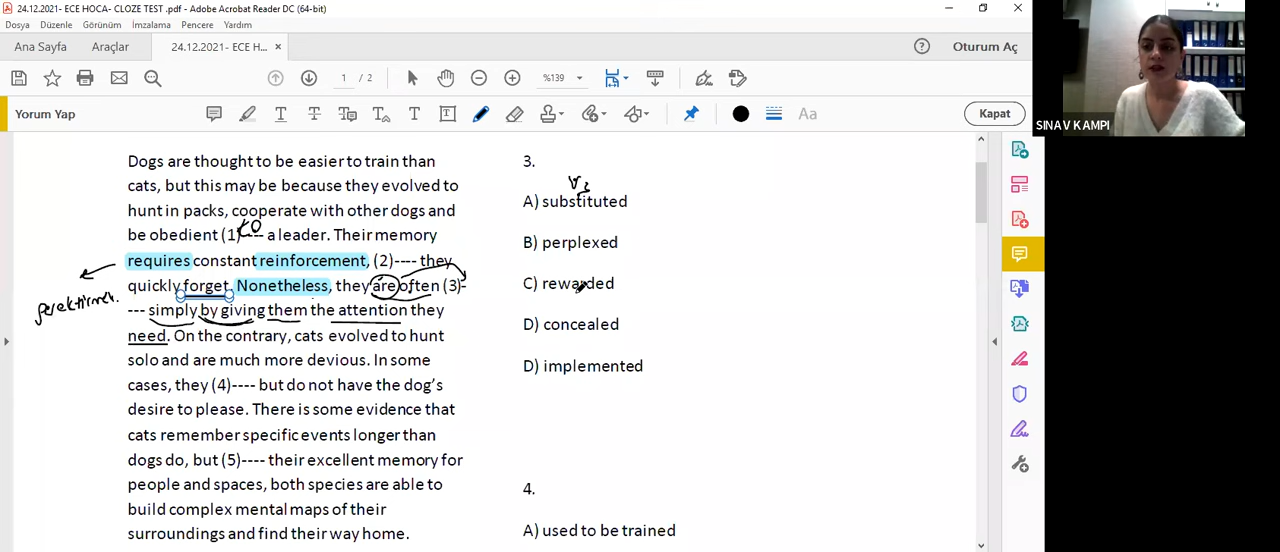 24.12.2021- ECE HOCA- CLOZE TEST .pdf - Adobe Acrobat Reader DC (64-bit)
Dosya Düzenle Görünüm İmzalama Pencere Yardım
Ana Sayfa Araçlar 24.12.2021- ECE H... × Oturum Aç
1 / 2 %139
Yorum Yap Aa Kapat
SINAV KAMPI
Dogs are thought to be easier to train than
cats, but this may be because they evolved to
hunt in packs, cooperate with other dogs and
be obedient (1)---- a leader. Their memory
to
requires constant reinforcement, (2)---- they
quickly forget. Nonetheless, they are often (3)-
--- simply by giving them the attention they
need. On the contrary, cats evolved to hunt
solo and are much more devious. In some
cases, they (4)---- but do not have the dog's
desire to please. There is some evidence that
cats remember specific events longer than
dogs do, but (5)---- their excellent memory for
people and spaces, both species are able to
build complex mental maps of their
surroundings and find their way home.
gerektirmek.
3.
V3
A) substituted
B) perplexed
C) rewarded
D) concealed
D) implemented
4.
A) used to be trained